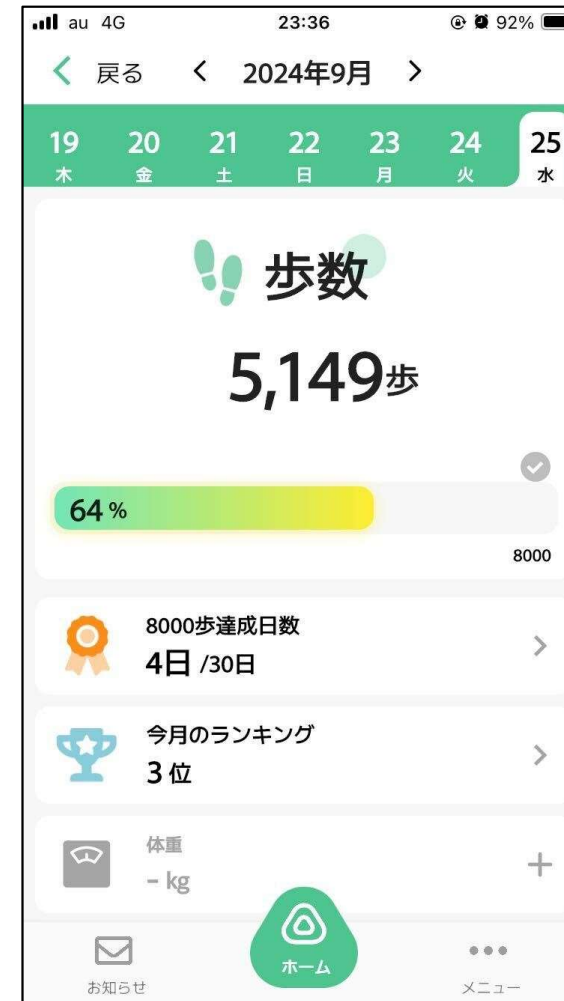 au 4G 23:36 92%
戻る 2024年9月
19 20 21 22 23 24 25
木 金 土 日 月 火 水
歩数
5,149歩
64 %
8000
8000歩達成日数
4日 /30日
今月のランキング
3 位
体重
– kg
お知らせ ホーム メニュー